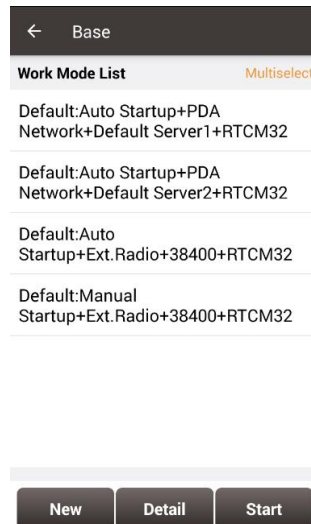 Base
Work Mode List
Multiselect
Default:Auto Startup+PDA
Network+Default Server1+RTCM32
Default:Auto Startup+PDA
Network+Default Server2+RTCM32
Default:Auto
Startup+Ext.Radio+38400+RTCM32
Default:Manual
Startup+Ext.Radio+38400+RTCM32
New
Detail
Start